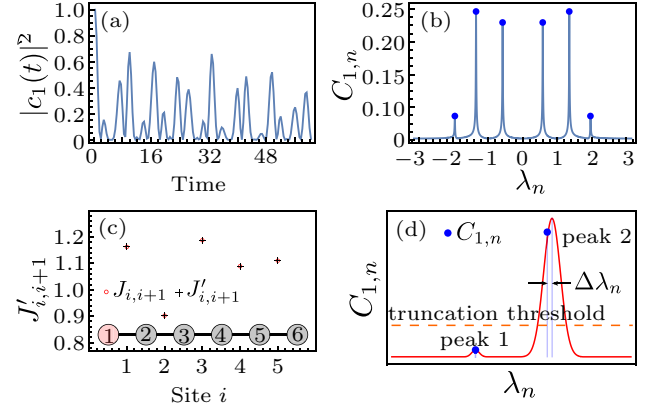 (a)
|c₁(t)|²
1.0
0.8
0.6
0.4
0.2
0
0 16 32 48
Time
(b)
C₁,ₙ
0.25
0.20
0.15
0.10
0
−3 −2 −1 0 1 2 3
λₙ
(c)
J′ᵢ,ᵢ₊₁
1.2
1.1
1.0
0.9
0.8
Jᵢ,ᵢ₊₁ J′ᵢ,ᵢ₊₁
1 2 3 4 5 6
1 2 3 4 5
Site i
(d)
C₁,ₙ
C₁,ₙ
peak 2
Δλₙ
truncation threshold
peak 1
λₙ